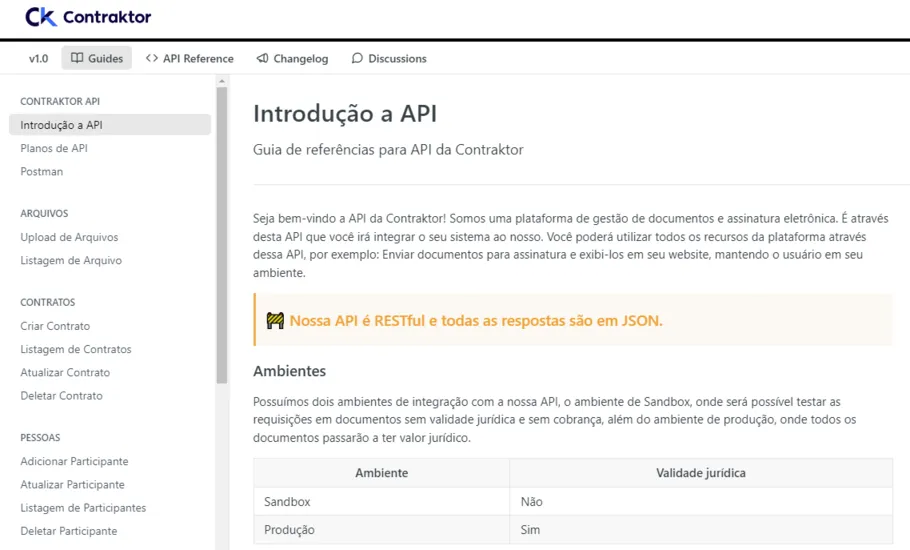 Contraktor
v1.0 Guides API Reference Changelog Discussions
CONTRAKTOR API
Introdução a API
Planos de API
Postman
ARQUIVOS
Upload de Arquivos
Listagem de Arquivo
CONTRATOS
Criar Contrato
Listagem de Contratos
Atualizar Contrato
Deletar Contrato
PESSOAS
Adicionar Participante
Atualizar Participante
Listagem de Participantes
Deletar Participante
Introdução a API
Guia de referências para API da Contraktor
Seja bem-vindo a API da Contraktor! Somos uma plataforma de gestão de documentos e assinatura eletrônica. É através
desta API que você irá integrar o seu sistema ao nosso. Você poderá utilizar todos os recursos da plataforma através
dessa API, por exemplo: Enviar documentos para assinatura e exibi-los em seu website, mantendo o usuário em seu
ambiente.
Nossa API é RESTful e todas as respostas são em JSON.
Ambientes
Possuímos dois ambientes de integração com a nossa API, o ambiente de Sandbox, onde será possível testar as
requisições em documentos sem validade jurídica e sem cobrança, além do ambiente de produção, onde todos os
documentos passarão a ter valor jurídico.
Ambiente Validade jurídica
Sandbox Não
Produção Sim